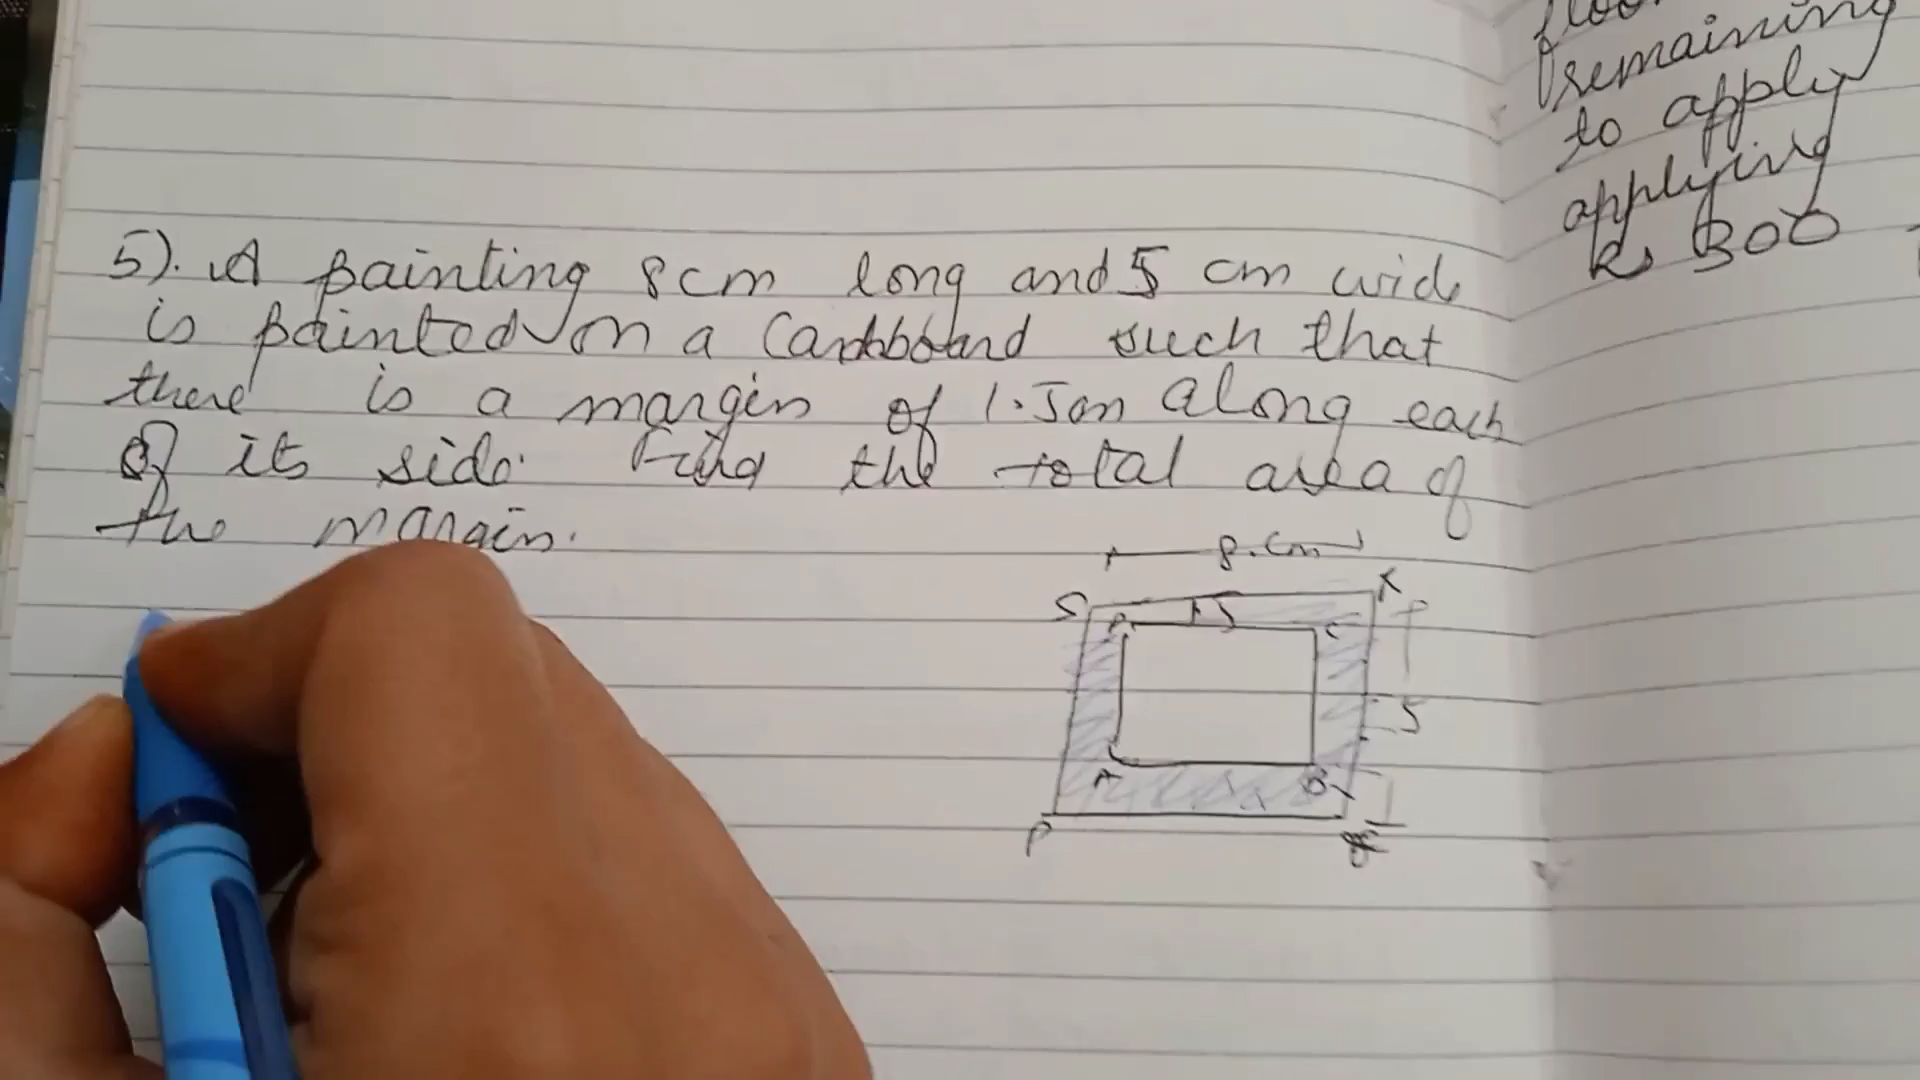 5). A painting 8cm long and 5 cm wide
is painted on a Cardboard such that
there is a margin of 1.5cm along each
of its side. Find the total area of
the margin.
8.cm
S
R
1.5
D
C
5
A
B
P
remaining
to apply
applying
Rs 300